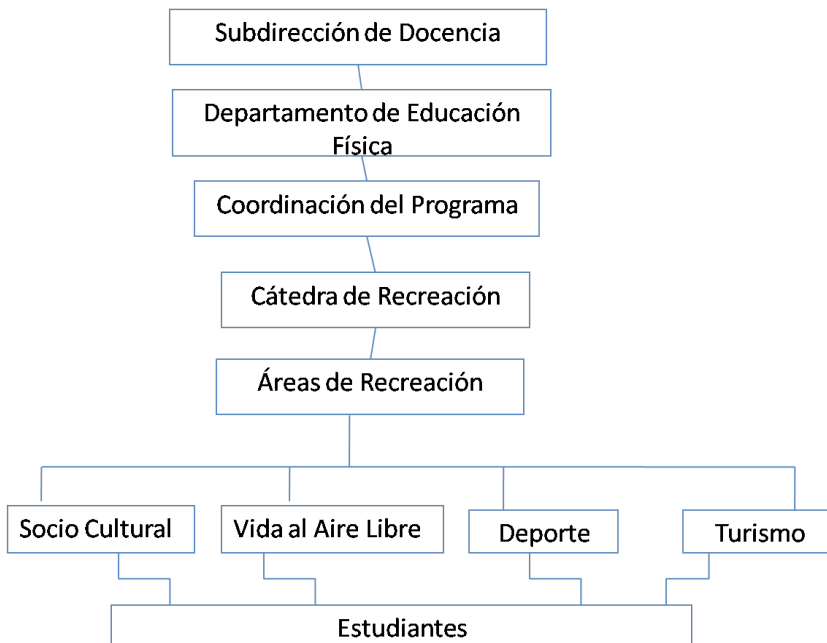 Subdirección de Docencia
Departamento de Educación
Física
Coordinación del Programa
Cátedra de Recreación
Áreas de Recreación
Socio Cultural
Vida al Aire Libre
Deporte
Turismo
Estudiantes